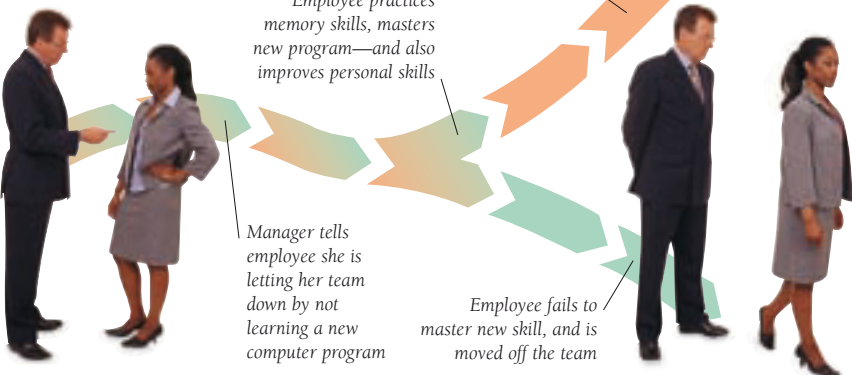 Employee practices
memory skills, masters
new program—and also
improves personal skills
Manager tells
employee she is
letting her team
down by not
learning a new
computer program
Employee fails to
master new skill, and is
moved off the team